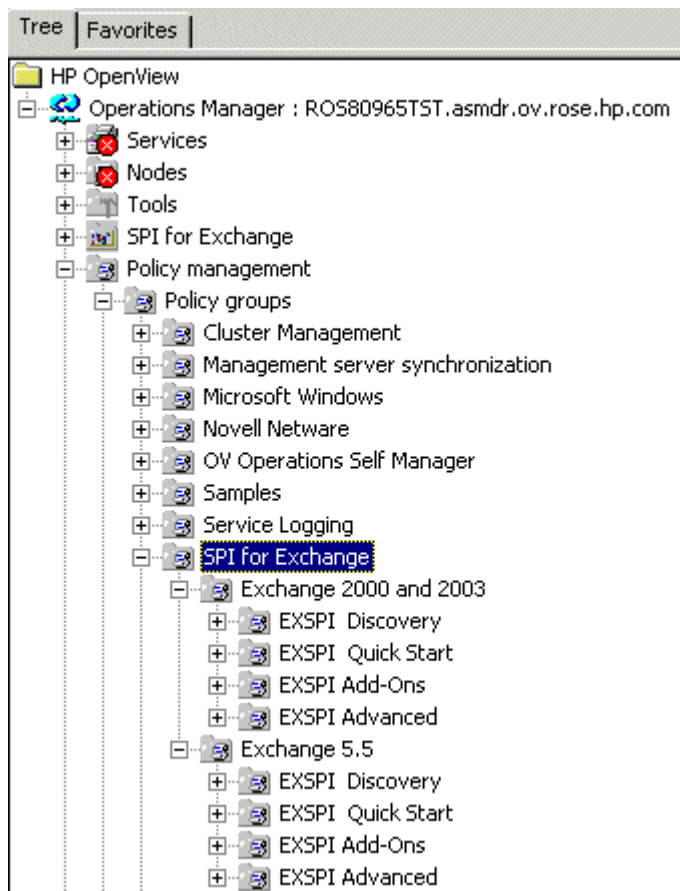 Tree Favorites
HP OpenView
Operations Manager : ROS80965TST.asmdr.ov.rose.hp.com
Services
Nodes
Tools
SPI for Exchange
Policy management
Policy groups
Cluster Management
Management server synchronization
Microsoft Windows
Novell Netware
OV Operations Self Manager
Samples
Service Logging
SPI for Exchange
Exchange 2000 and 2003
EXSPI  Discovery
EXSPI  Quick Start
EXSPI Add-Ons
EXSPI Advanced
Exchange 5.5
EXSPI  Discovery
EXSPI  Quick Start
EXSPI Add-Ons
EXSPI Advanced